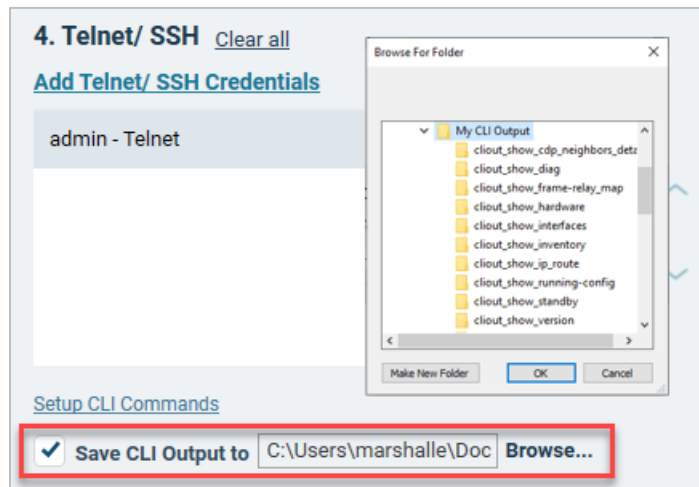 4. Telnet/ SSH Clear all
Add Telnet/ SSH Credentials
admin - Telnet
Browse For Folder
My CLI Output
cliout_show_cdp_neighbors_deta
cliout_show_diag
cliout_show_frame-relay_map
cliout_show_hardware
cliout_show_interfaces
cliout_show_inventory
cliout_show_ip_route
cliout_show_running-config
cliout_show_standby
cliout_show_version
Make New Folder OK Cancel
Setup CLI Commands
Save CLI Output to C:\Users\marshalle\Doc Browse...